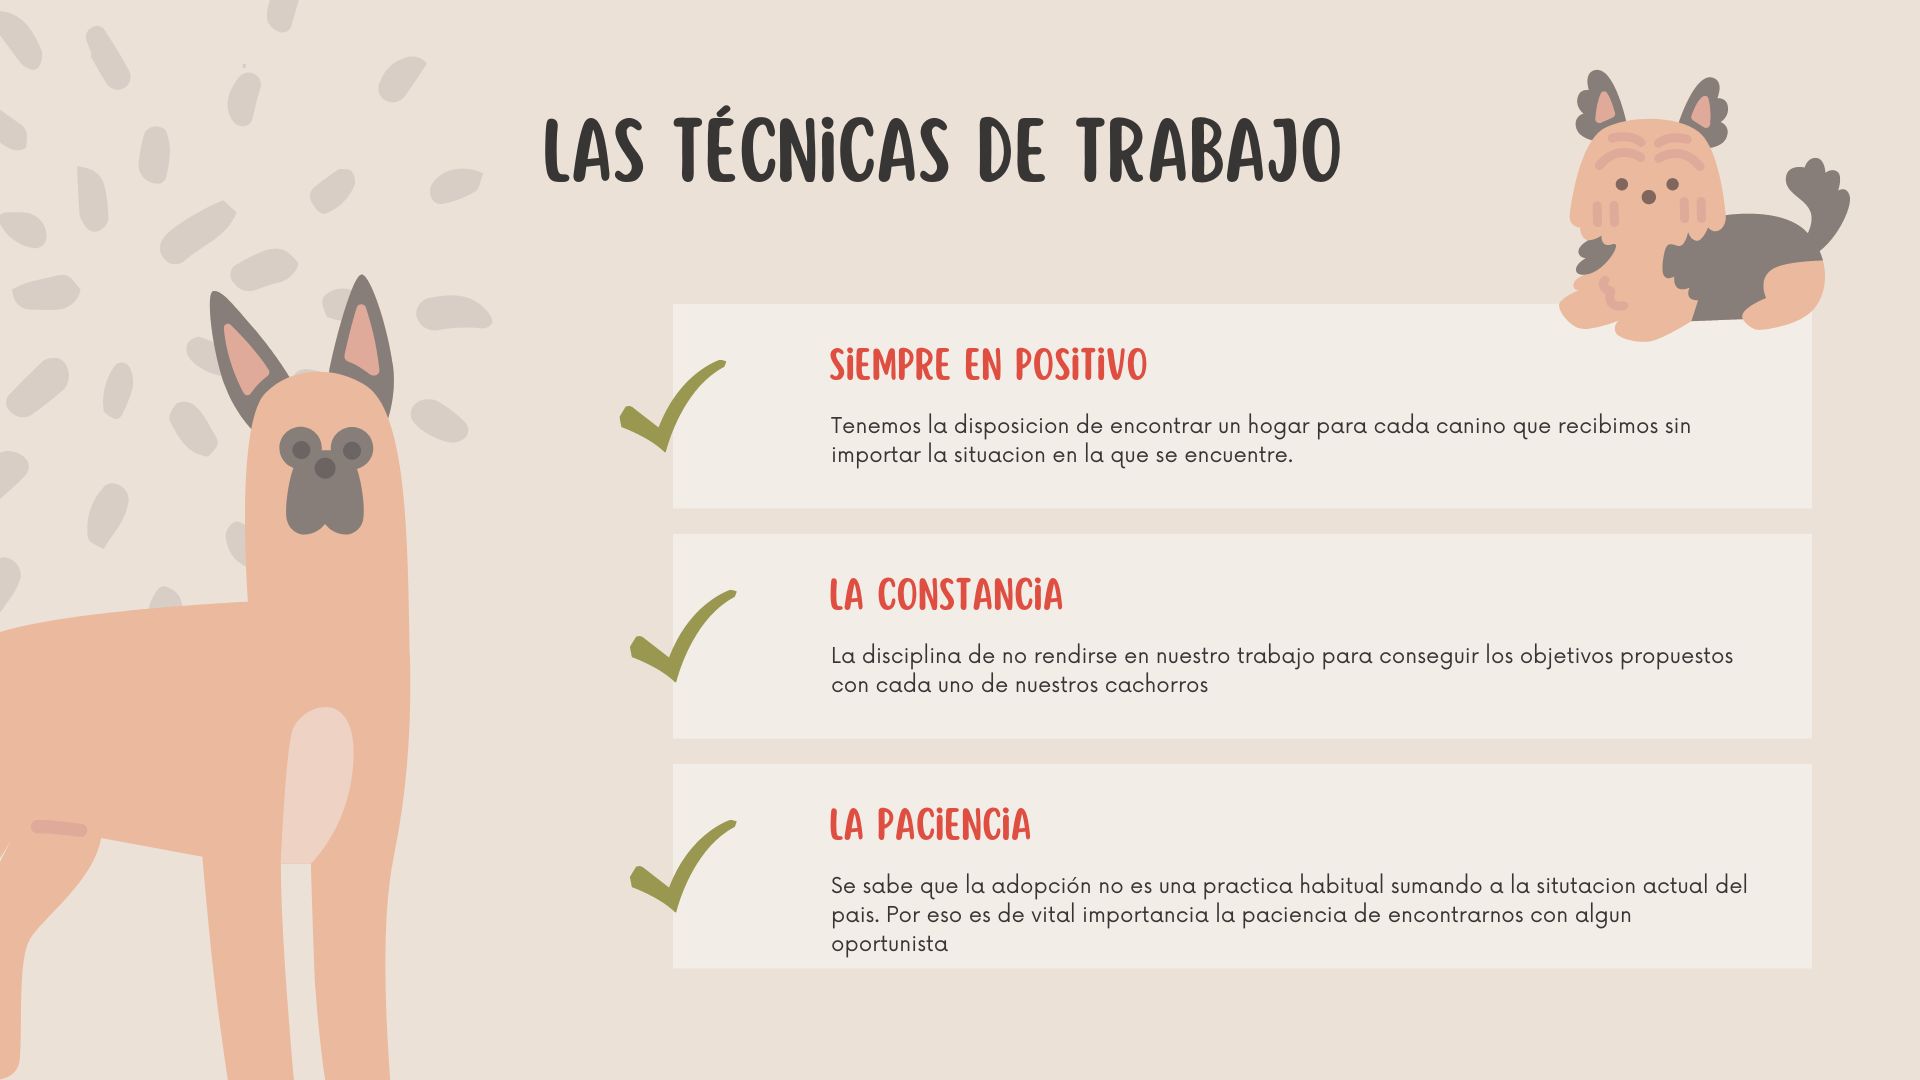 LAS TÉCNiCAS DE TRABAJO
SiEMPRE EN POSiTiVO
Tenemos la disposicion de encontrar un hogar para cada canino que recibimos sin
importar la situacion en la que se encuentre.
LA CONSTANCiA
La disciplina de no rendirse en nuestro trabajo para conseguir los objetivos propuestos
con cada uno de nuestros cachorros
LA PACiENCiA
Se sabe que la adopción no es una practica habitual sumando a la situtacion actual del
pais. Por eso es de vital importancia la paciencia de encontrarnos con algun
oportunista